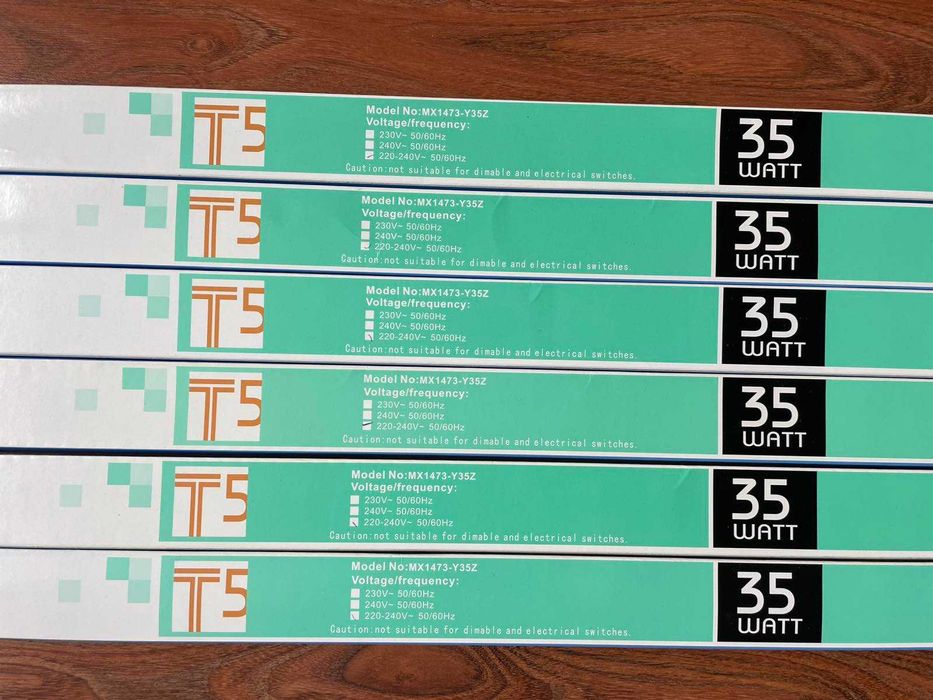 T5
Model No:MX1473-Y35Z
Voltage/frequency:
230V~ 50/60Hz
240V~ 50/60Hz
220-240V~ 50/60Hz
Caution:not suitable for dimable and electrical switches.
35
WATT
T5
Model No:MX1473-Y35Z
Voltage/frequency:
230V~ 50/60Hz
240V~ 50/60Hz
220-240V~ 50/60Hz
Caution:not suitable for dimable and electrical switches.
35
WATT
T5
Model No:MX1473-Y35Z
Voltage/frequency:
230V~ 50/60Hz
240V~ 50/60Hz
220-240V~ 50/60Hz
Caution:not suitable for dimable and electrical switches.
35
WATT
T5
Model No:MX1473-Y35Z
Voltage/frequency:
230V~ 50/60Hz
240V~ 50/60Hz
220-240V~ 50/60Hz
Caution:not suitable for dimable and electrical switches.
35
WATT
T5
Model No:MX1473-Y35Z
Voltage/frequency:
230V~ 50/60Hz
240V~ 50/60Hz
220-240V~ 50/60Hz
Caution:not suitable for dimable and electrical switches.
35
WATT
T5
Model No:MX1473-Y35Z
Voltage/frequency:
230V~ 50/60Hz
240V~ 50/60Hz
220-240V~ 50/60Hz
Caution:not suitable for dimable and electrical switches.
35
WATT